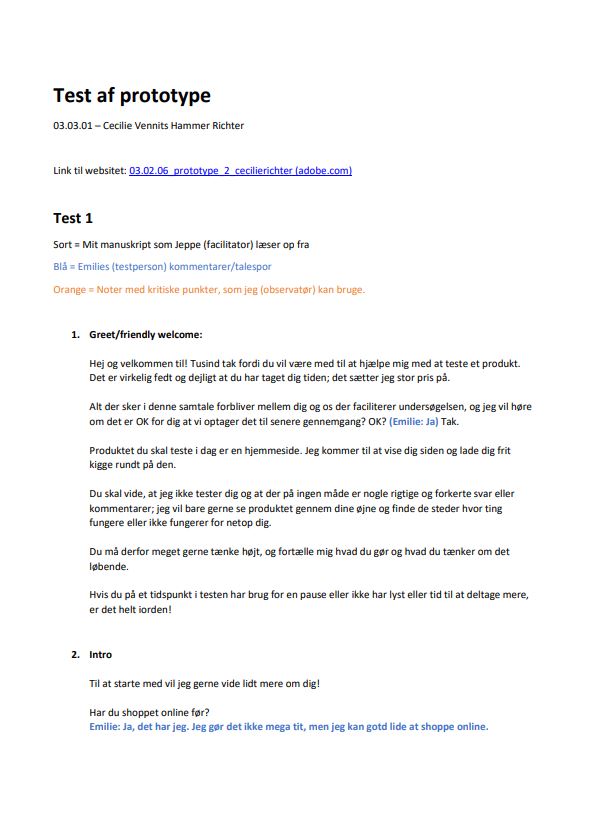 Test af prototype
03.03.01 – Cecilie Vennits Hammer Richter
Link til websitet: 03.02.06_prototype_2_cecilierichter (adobe.com)
Test 1
Sort = Mit manuskript som Jeppe (facilitator) læser op fra
Blå = Emilies (testperson) kommentarer/talespor
Orange = Noter med kritiske punkter, som jeg (observatør) kan bruge.
1. Greet/friendly welcome:
Hej og velkommen til! Tusind tak fordi du vil være med til at hjælpe mig med at teste et produkt.
Det er virkelig fedt og dejligt at du har taget dig tiden; det sætter jeg stor pris på.
Alt der sker i denne samtale forbliver mellem dig og os der faciliterer undersøgelsen, og jeg vil høre
om det er OK for dig at vi optager det til senere gennemgang? OK? (Emilie: Ja) Tak.
Produktet du skal teste i dag er en hjemmeside. Jeg kommer til at vise dig siden og lade dig frit
kigge rundt på den.
Du skal vide, at jeg ikke tester dig og at der på ingen måde er nogle rigtige og forkerte svar eller
kommentarer; jeg vil bare gerne se produktet gennem dine øjne og finde de steder hvor ting
fungere eller ikke fungerer for netop dig.
Du må derfor meget gerne tænke højt, og fortælle mig hvad du gør og hvad du tænker om det
løbende.
Hvis du på et tidspunkt i testen har brug for en pause eller ikke har lyst eller tid til at deltage mere,
er det helt iorden!
2. Intro
Til at starte med vil jeg gerne vide lidt mere om dig!
Har du shoppet online før?
Emilie: Ja, det har jeg. Jeg gør det ikke mega tit, men jeg kan gotd lide at shoppe online.